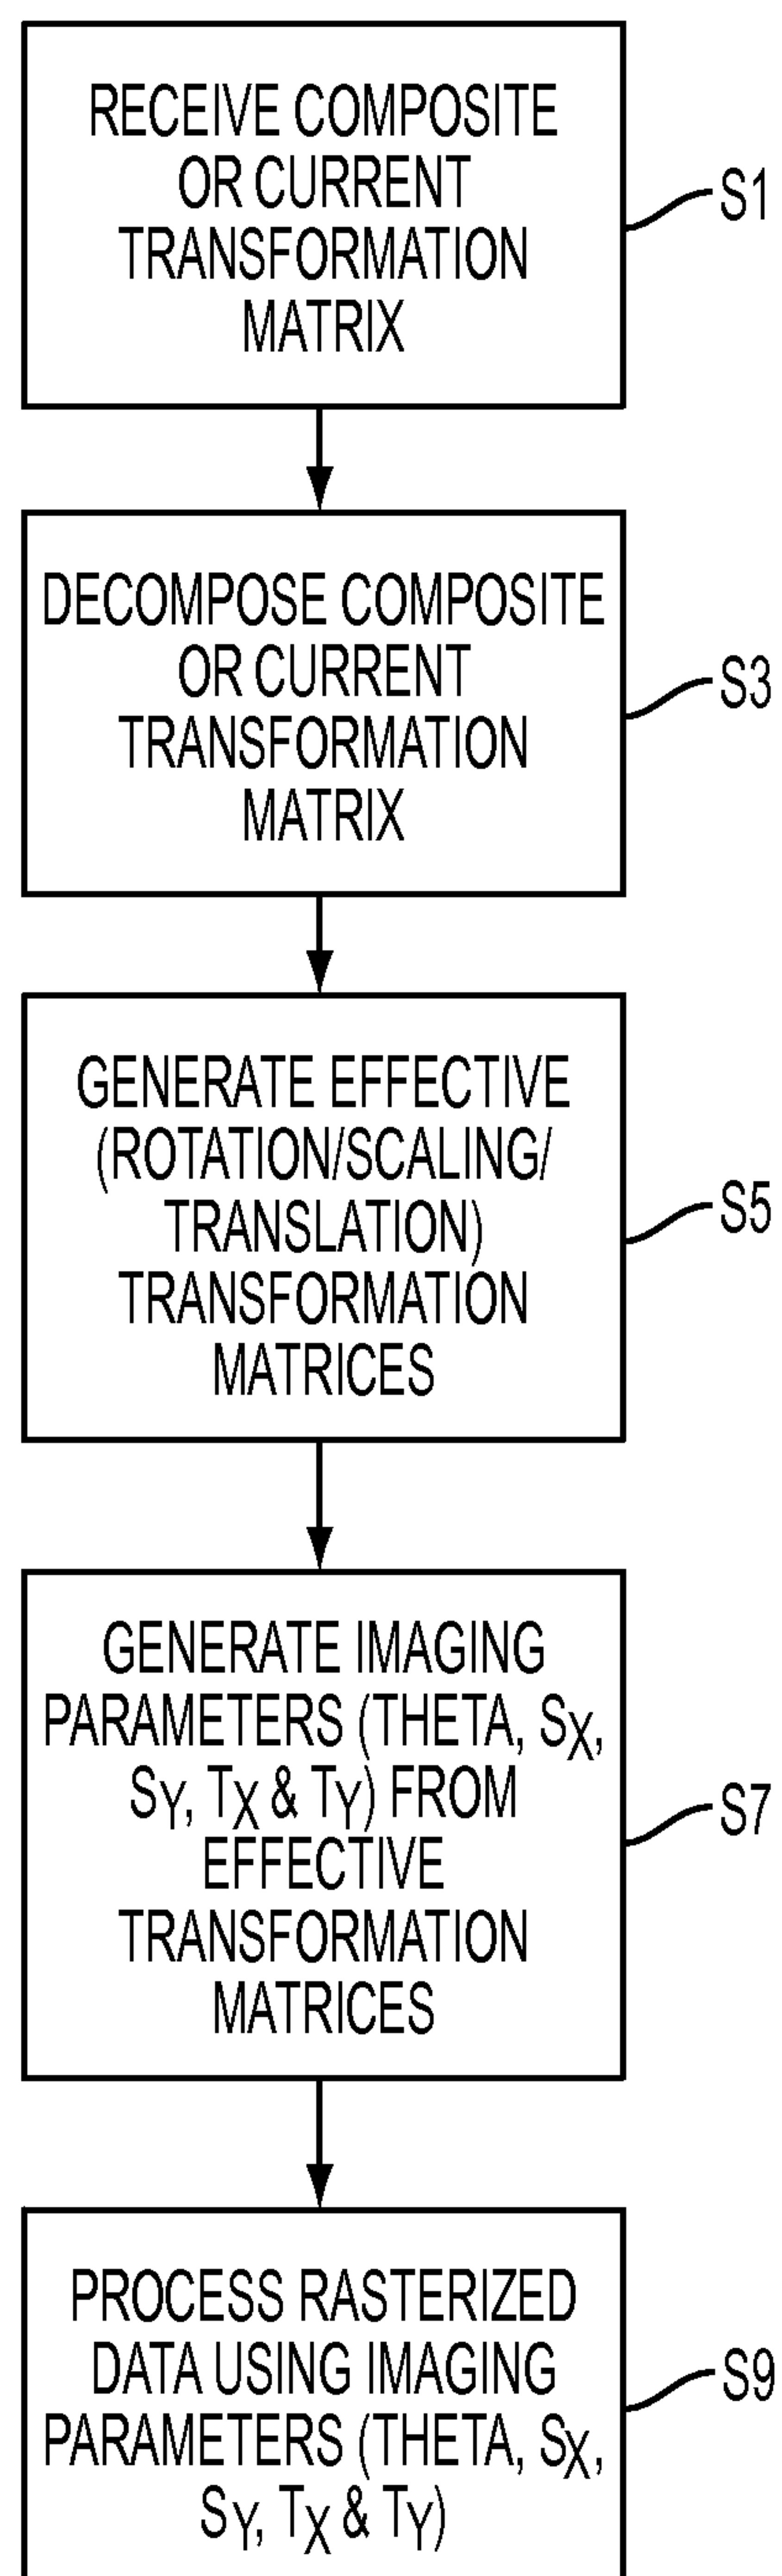 RECEIVE COMPOSITE
OR CURRENT
TRANSFORMATION
MATRIX
S1
DECOMPOSE COMPOSITE
OR CURRENT
TRANSFORMATION
MATRIX
S3
GENERATE EFFECTIVE
(ROTATION/SCALING/
TRANSLATION)
TRANSFORMATION
MATRICES
S5
GENERATE IMAGING
PARAMETERS (THETA, SX,
SY, TX & TY) FROM
EFFECTIVE
TRANSFORMATION
MATRICES
S7
PROCESS RASTERIZED
DATA USING IMAGING
PARAMETERS (THETA, SX,
SY, TX & TY)
S9